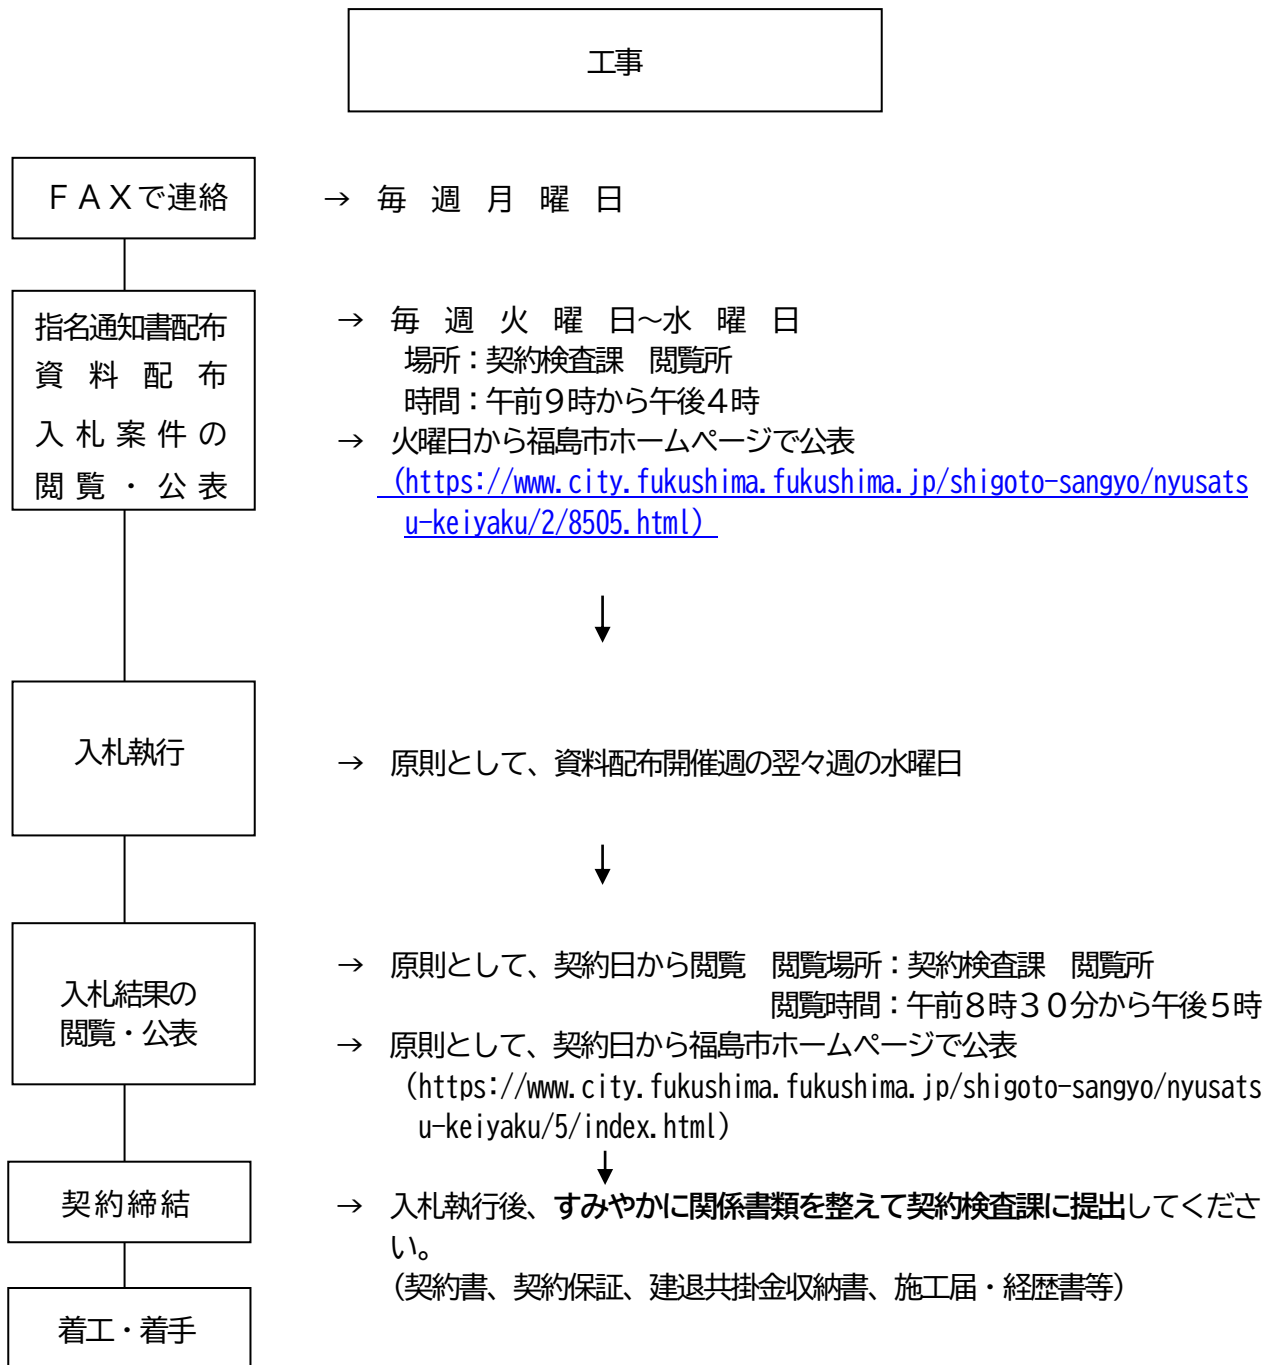 工事
ＦＡＸで連絡
→ 毎週月曜日
指名通知書配布
資料配布
入札案件の
閲覧・公表
→ 毎週火曜日～水曜日
場所：契約検査課　閲覧所
時間：午前９時から午後４時
→ 火曜日から福島市ホームページで公表
(https://www.city.fukushima.fukushima.jp/shigoto-sangyo/nyusats
u-keiyaku/2/8505.html)
↓
入札執行
→ 原則として、資料配布開催週の翌々週の水曜日
↓
入札結果の
閲覧・公表
→ 原則として、契約日から閲覧　閲覧場所：契約検査課　閲覧所
閲覧時間：午前８時３０分から午後５時
→ 原則として、契約日から福島市ホームページで公表
(https://www.city.fukushima.fukushima.jp/shigoto-sangyo/nyusats
u-keiyaku/5/index.html)
↓
契約締結
→ 入札執行後、すみやかに関係書類を整えて契約検査課に提出してくださ
い。
（契約書、契約保証、建退共掛金収納書、施工届・経歴書等）
着工・着手